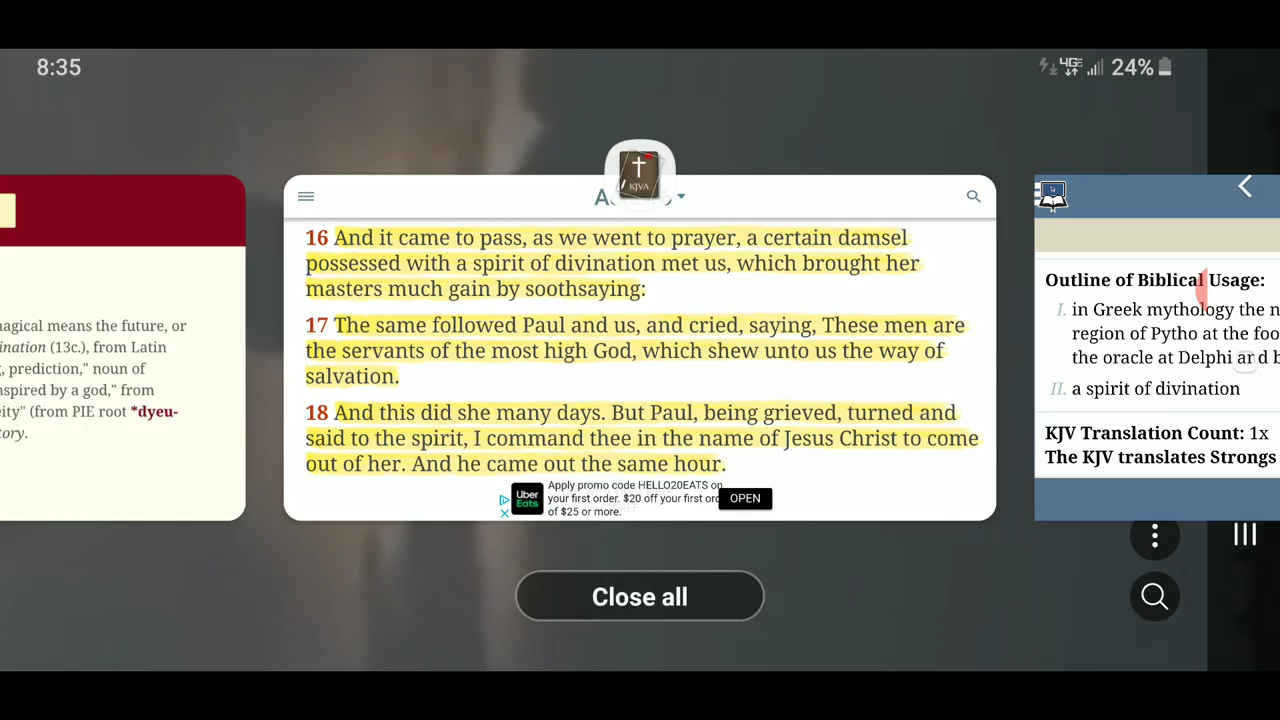 8:35
4G 24%
KJVA
16 And it came to pass, as we went to prayer, a certain damsel
possessed with a spirit of divination met us, which brought her
masters much gain by soothsaying:
17 The same followed Paul and us, and cried, saying, These men are
the servants of the most high God, which shew unto us the way of
salvation.
18 And this did she many days. But Paul, being grieved, turned and
said to the spirit, I command thee in the name of Jesus Christ to come
out of her. And he came out the same hour.
Uber
Eats
Apply promo code HELLO20EATS on
your first order. $20 off your first
of $25 or more.
OPEN
magical means the future, or
ination (13c.), from Latin
, prediction," noun of
nspired by a god," from
eity" (from PIE root *dyeu-
ory.
Outline of Biblical Usage:
I. in Greek mythology the n
region of Pytho at the foo
the oracle at Delphi and b
II. a spirit of divination
KJV Translation Count: 1x
The KJV translates Strongs
Close all